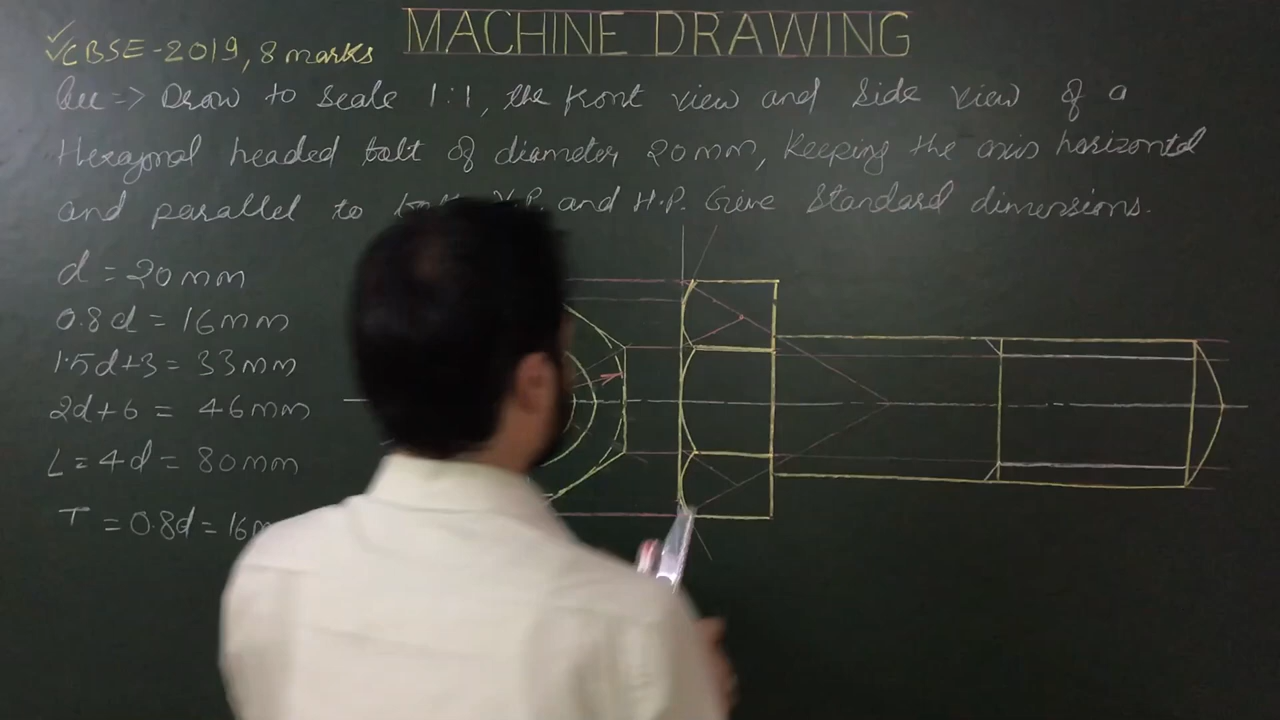 MACHINE DRAWING
CBSE-2019, 8 marks
Que => Draw to scale 1:1, the front view and side view of a
Hexagonal headed bolt of diameter 20mm, Keeping the axis horizontal
and parallel to V.P. and H.P. Give Standard dimensions.
d = 20mm
0.8d = 16mm
1.5d+3 = 33mm
2d+6 = 46mm
L = 4d = 80mm
T = 0.8d = 16m